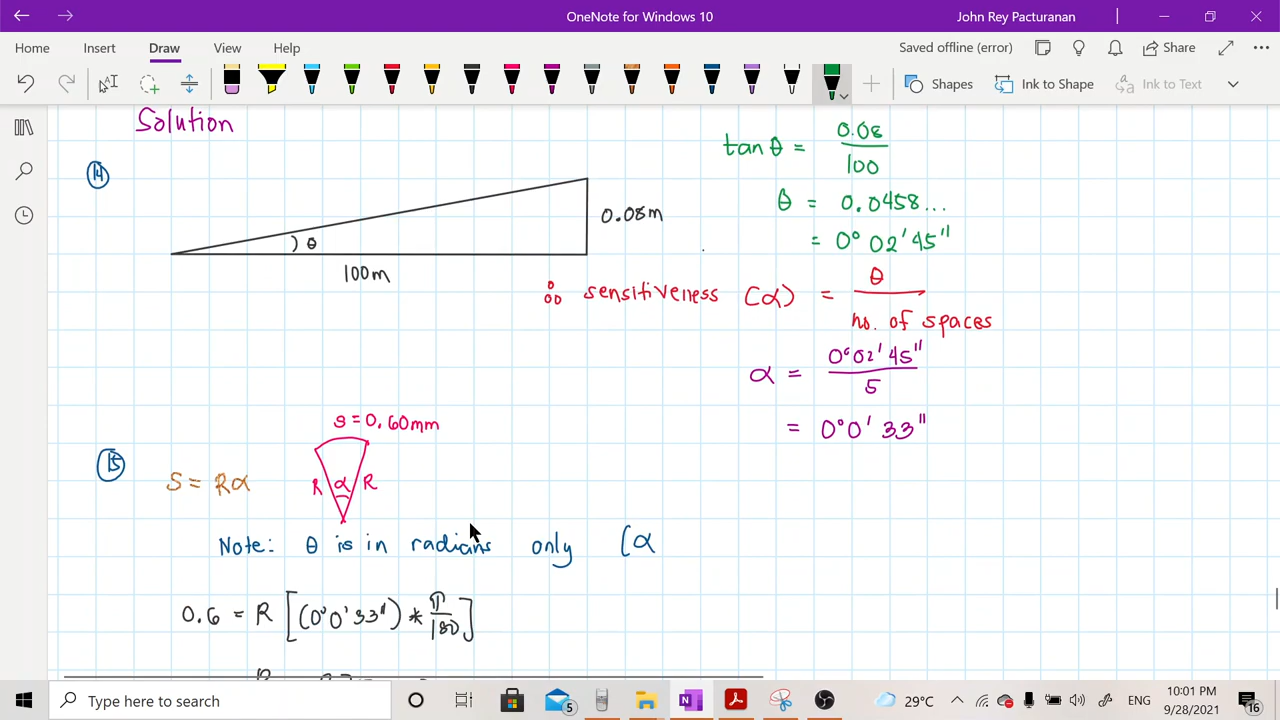 OneNote for Windows 10
John Rey Pacturanan
Home Insert Draw View Help
Saved offline (error) Share
Shapes Ink to Shape Ink to Text
Solution
14
0.08m
θ
100m
tan θ = 0.08 / 100
θ = 0.0458...
= 0° 02' 45"
∴ sensitiveness (α) = θ / no. of spaces
α = 0° 02' 45" / 5
= 0° 0' 33"
15
s = 0.60mm
S = Rα
R α R
Note: θ is in radians only (α
0.6 = R [(0° 0' 33") * π / 180]
Type here to search
5
29°C
ENG
10:01 PM
9/28/2021
16